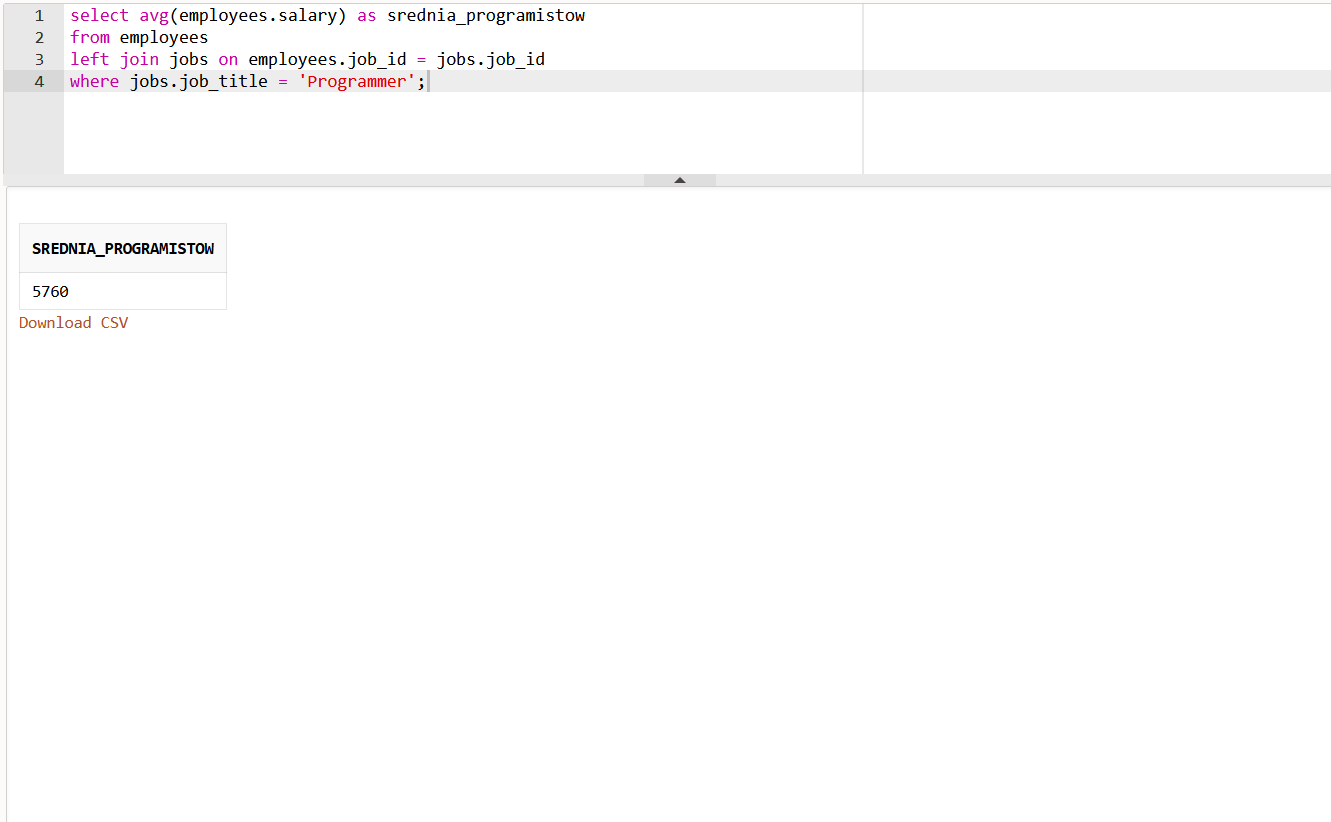 1 select avg(employees.salary) as srednia_programistow
2 from employees
3 left join jobs on employees.job_id = jobs.job_id
4 where jobs.job_title = 'Programmer';
SREDNIA_PROGRAMISTOW
5760
Download CSV